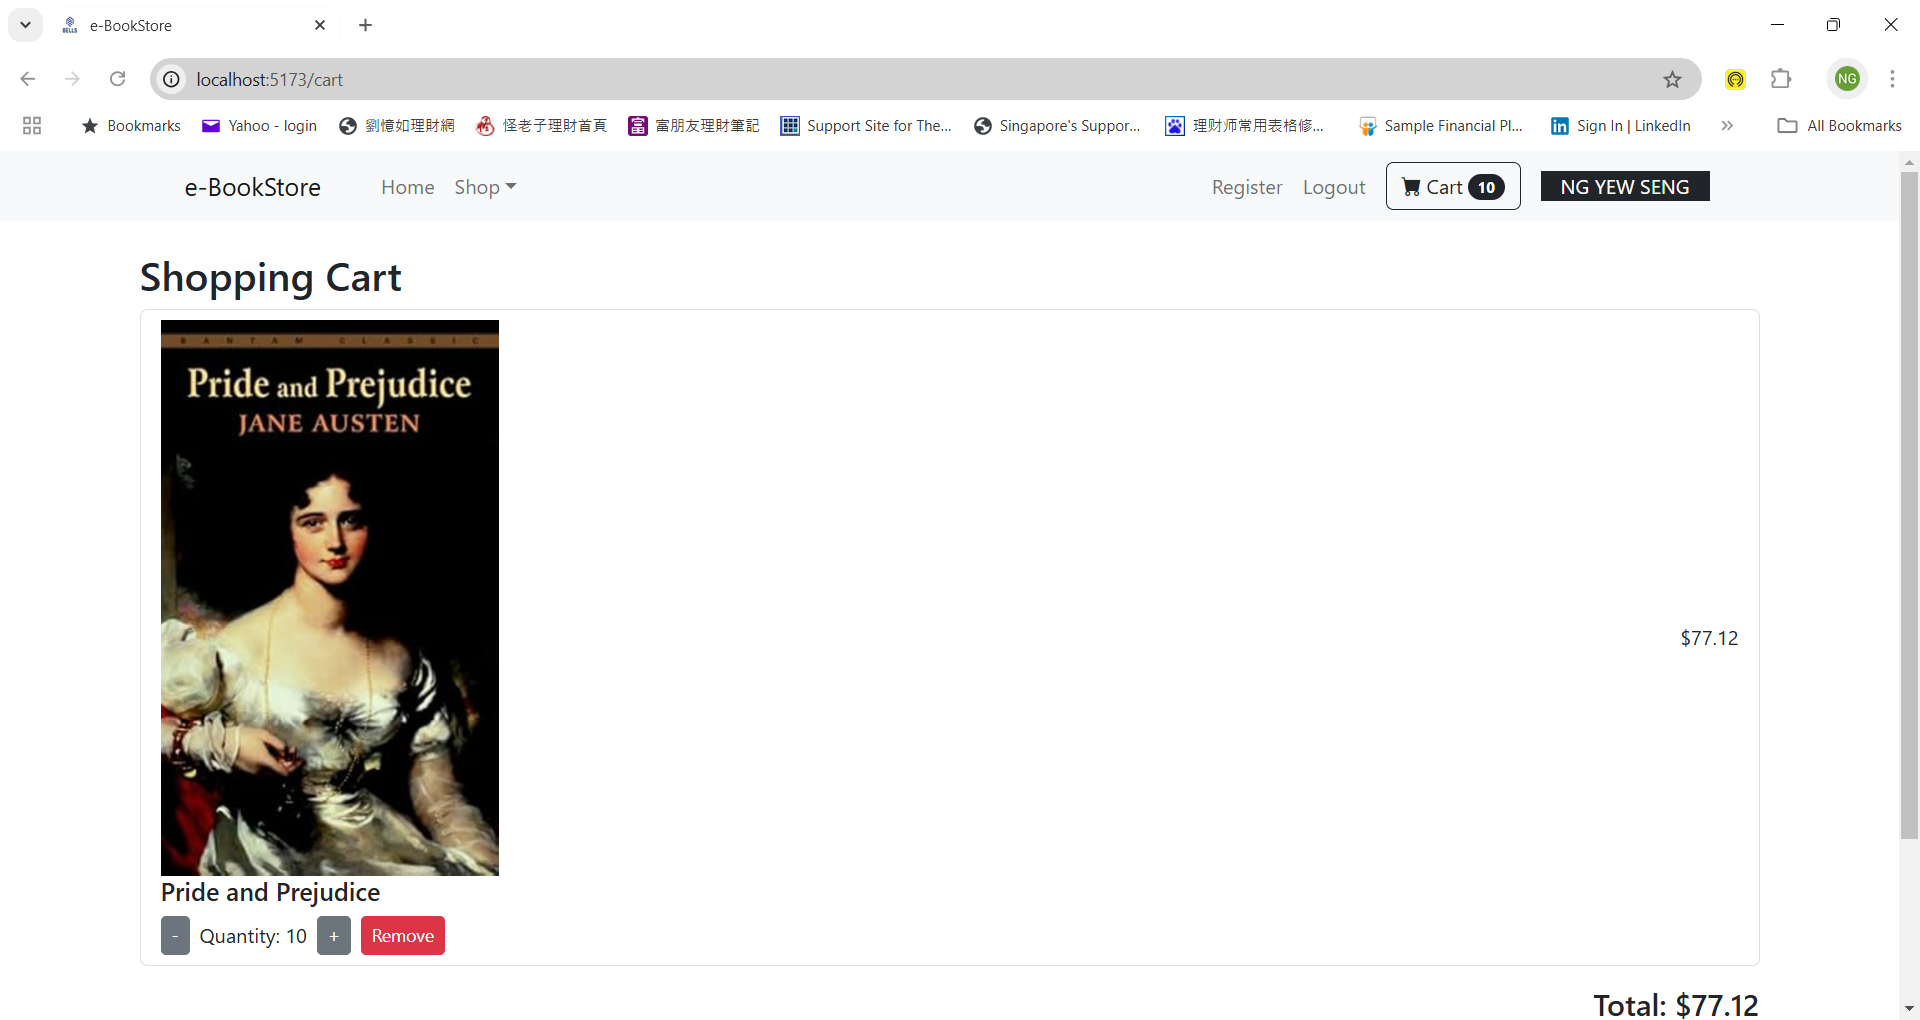 e-BookStore
localhost:5173/cart
NG
Bookmarks
Yahoo - login
劉憶如理財網
怪老子理財首頁
富朋友理財筆記
Support Site for The...
Singapore's Suppor...
理财师常用表格修...
Sample Financial Pl...
Sign In | LinkedIn
All Bookmarks
e-BookStore
Home
Shop
Register
Logout
Cart 10
NG YEW SENG
Shopping Cart
BANTAM CLASSIC
Pride and Prejudice
JANE AUSTEN
$77.12
Pride and Prejudice
- Quantity: 10 + Remove
Total: $77.12